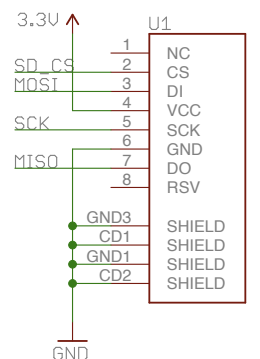 3.3V
U1
1 NC
SD_CS 2 CS
MOSI 3 DI
4 VCC
SCK 5 SCK
6 GND
MISO 7 DO
8 RSV
GND3 SHIELD
CD1 SHIELD
GND1 SHIELD
CD2 SHIELD
GND